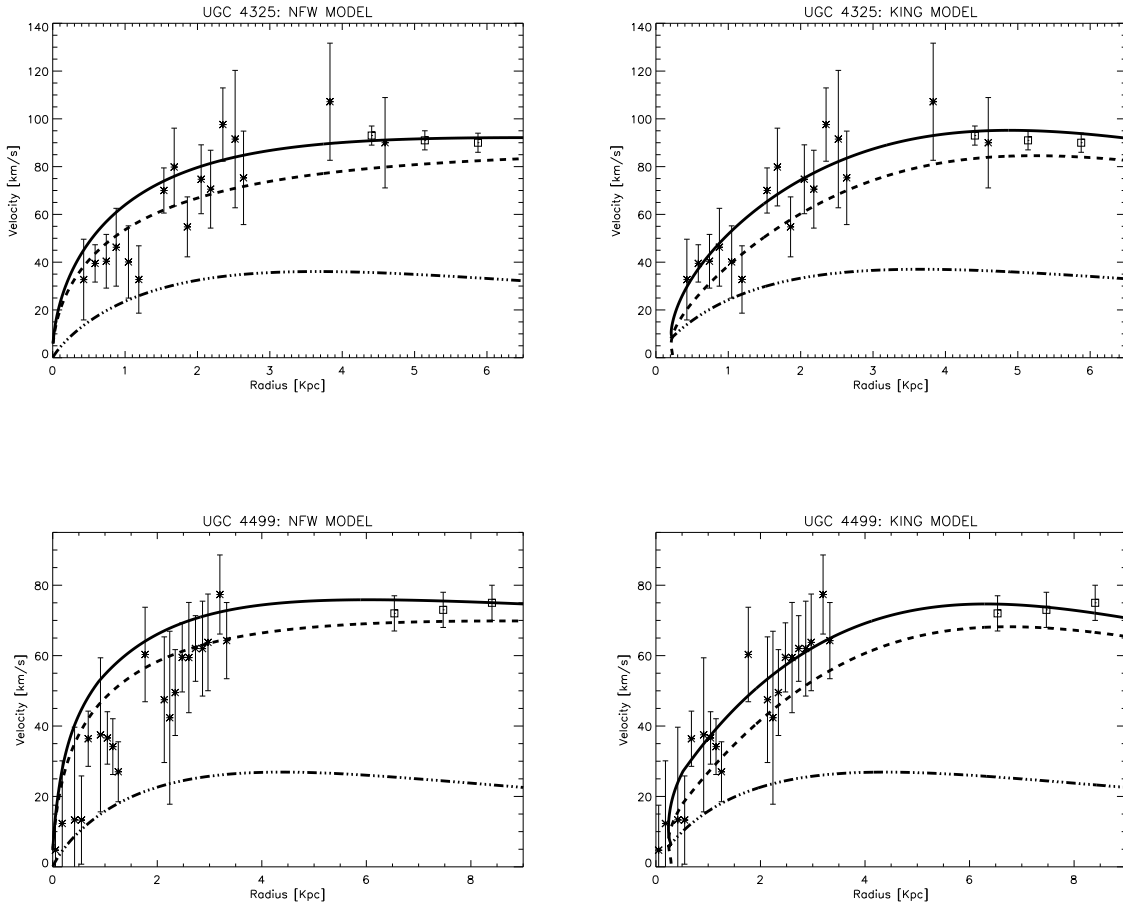 UGC 4325: NFW MODEL
140
120
100
80
60
40
20
0
Velocity [km/s]
0 1 2 3 4 5 6
Radius [Kpc]
UGC 4325: KING MODEL
140
120
100
80
60
40
20
0
Velocity [km/s]
0 1 2 3 4 5 6
Radius [Kpc]
UGC 4499: NFW MODEL
80
60
40
20
0
Velocity [km/s]
0 2 4 6 8
Radius [Kpc]
UGC 4499: KING MODEL
80
60
40
20
0
Velocity [km/s]
0 2 4 6 8
Radius [Kpc]